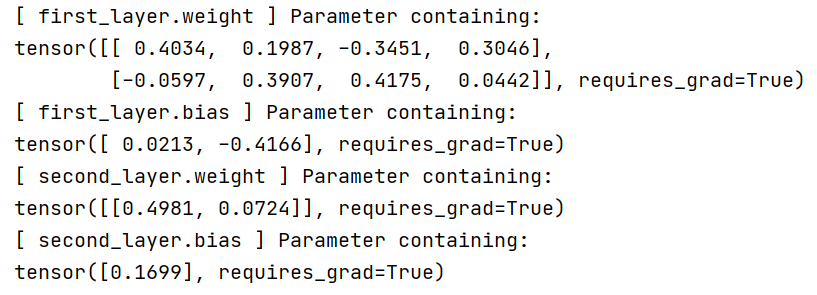 [ first_layer.weight ] Parameter containing:
tensor([[ 0.4034,  0.1987, -0.3451,  0.3046],
        [-0.0597,  0.3907,  0.4175,  0.0442]], requires_grad=True)
[ first_layer.bias ] Parameter containing:
tensor([ 0.0213, -0.4166], requires_grad=True)
[ second_layer.weight ] Parameter containing:
tensor([[0.4981, 0.0724]], requires_grad=True)
[ second_layer.bias ] Parameter containing:
tensor([0.1699], requires_grad=True)